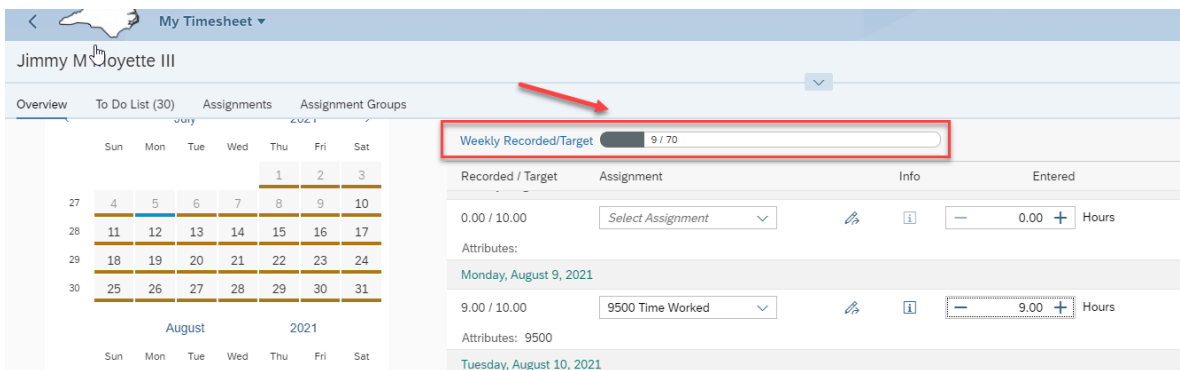 My Timesheet
Jimmy M Noyette III
Overview To Do List (30) Assignments Assignment Groups
July 2021
Sun Mon Tue Wed Thu Fri Sat
1 2 3
27 4 5 6 7 8 9 10
28 11 12 13 14 15 16 17
29 18 19 20 21 22 23 24
30 25 26 27 28 29 30 31
August 2021
Sun Mon Tue Wed Thu Fri Sat
Weekly Recorded/Target 9 / 70
Recorded / Target Assignment Info Entered
0.00 / 10.00 Select Assignment 0.00 Hours
Attributes:
Monday, August 9, 2021
9.00 / 10.00 9500 Time Worked 9.00 Hours
Attributes: 9500
Tuesday, August 10, 2021